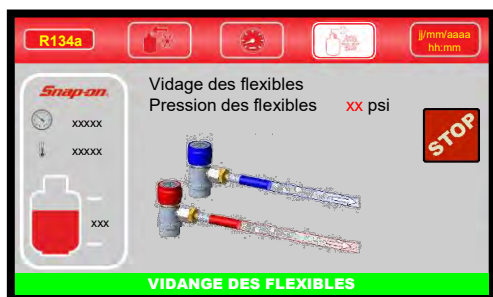 R134a
jj/mm/aaaa
hh:mm
Snap-on
xxxxx
xxxxx
xxx
Vidage des flexibles
Pression des flexibles xx psi
STOP
VIDANGE DES FLEXIBLES